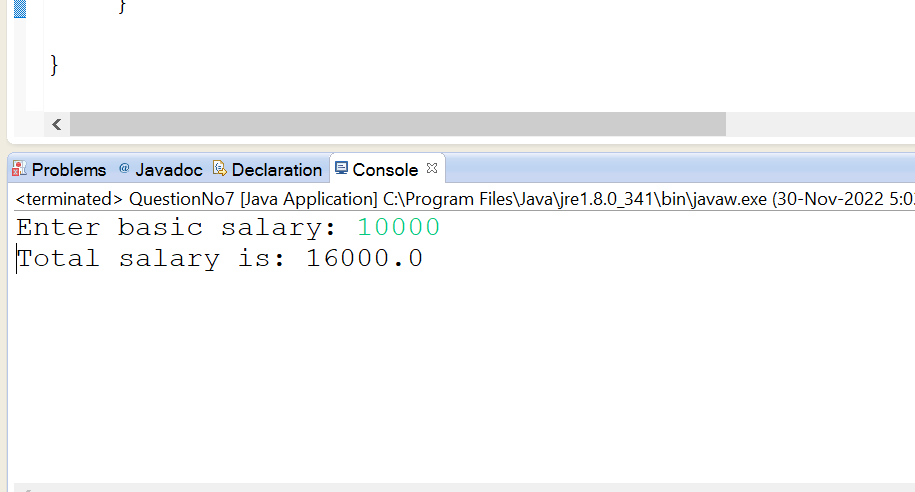 }
}
<
Problems @ Javadoc Declaration Console
<terminated> QuestionNo7 [Java Application] C:\Program Files\Java\jre1.8.0_341\bin\javaw.exe (30-Nov-2022 5:0
Enter basic salary: 10000
Total salary is: 16000.0